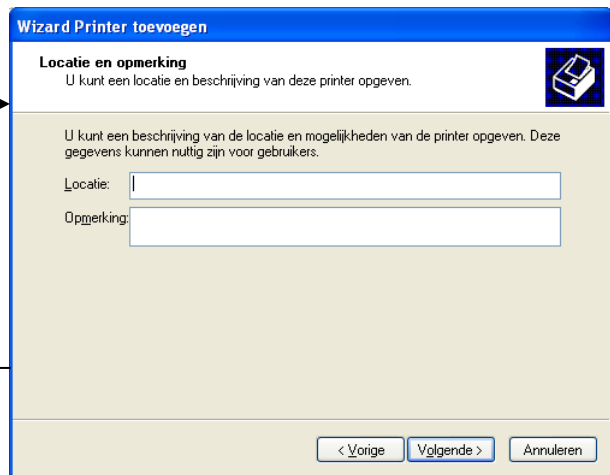 Wizard Printer toevoegen
Locatie en opmerking
U kunt een locatie en beschrijving van deze printer opgeven.
U kunt een beschrijving van de locatie en mogelijkheden van de printer opgeven. Deze
gegevens kunnen nuttig zijn voor gebruikers.
Locatie:
Opmerking:
< Vorige Volgende > Annuleren